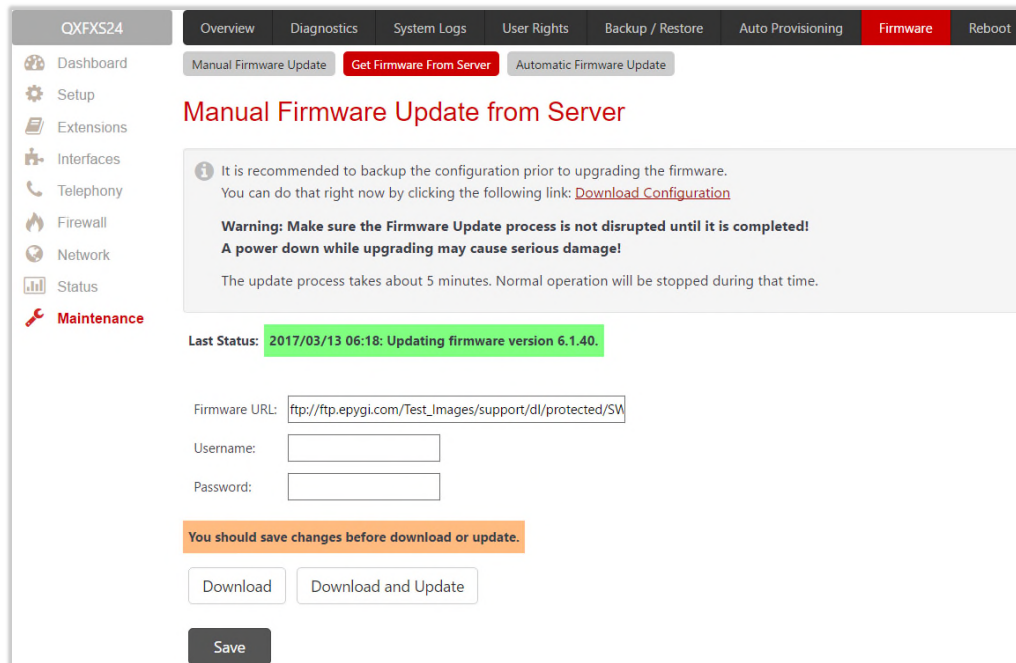 QXFXS24
Overview Diagnostics System Logs User Rights Backup / Restore Auto Provisioning Firmware Reboot
Manual Firmware Update Get Firmware From Server Automatic Firmware Update
Dashboard
Setup
Extensions
Interfaces
Telephony
Firewall
Network
Status
Maintenance
Manual Firmware Update from Server
It is recommended to backup the configuration prior to upgrading the firmware.
You can do that right now by clicking the following link: Download Configuration
Warning: Make sure the Firmware Update process is not disrupted until it is completed!
A power down while upgrading may cause serious damage!
The update process takes about 5 minutes. Normal operation will be stopped during that time.
Last Status: 2017/03/13 06:18: Updating firmware version 6.1.40.
Firmware URL: ftp://ftp.epygi.com/Test_Images/support/dl/protected/SW
Username:
Password:
You should save changes before download or update.
Download Download and Update
Save